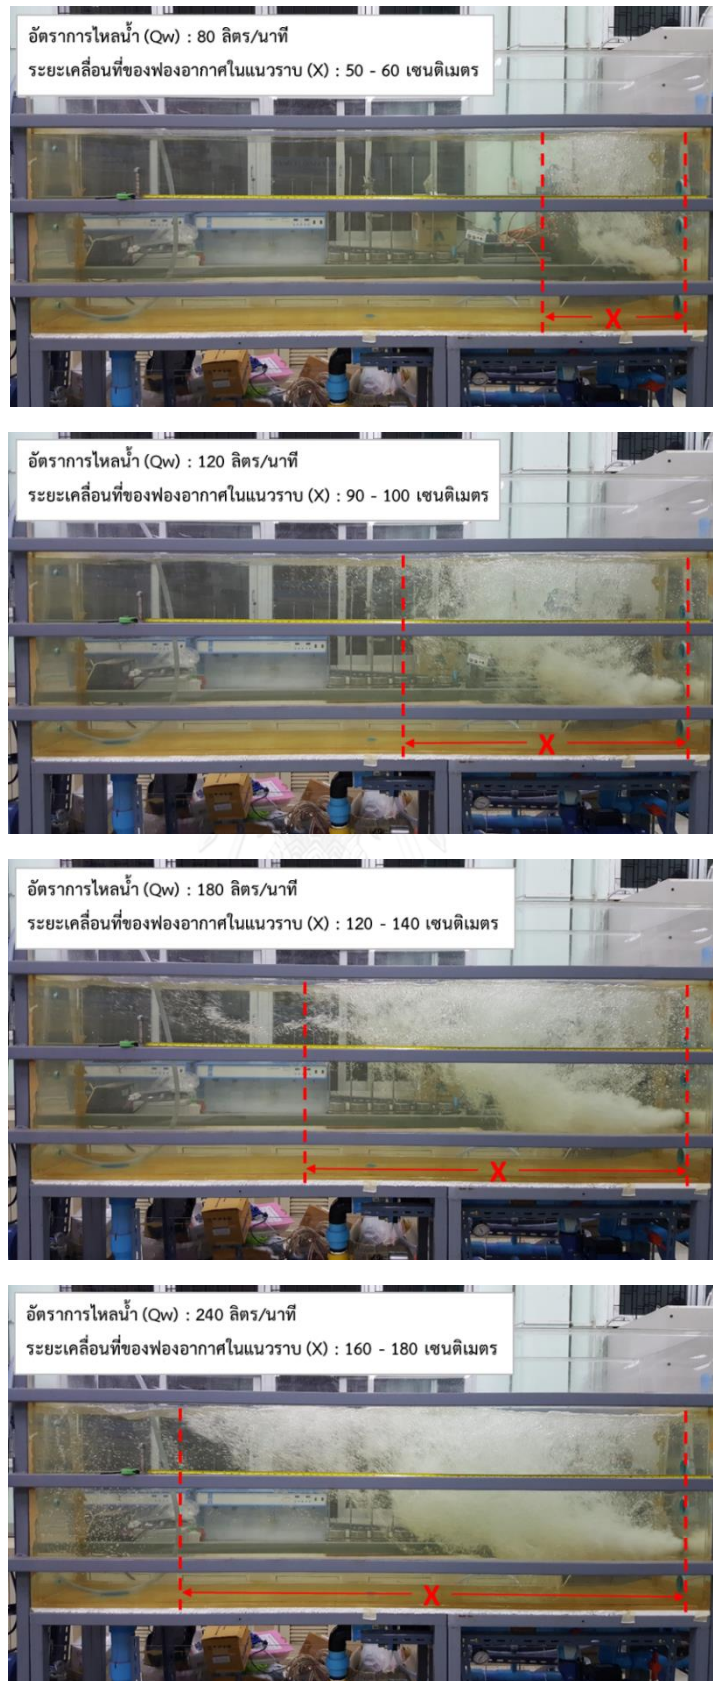 อัตราการไหลน้ำ (Qw) : 80 ลิตร/นาที
ระยะเคลื่อนที่ของฟองอากาศในแนวราบ (X) : 50 - 60 เซนติเมตร
X
อัตราการไหลน้ำ (Qw) : 120 ลิตร/นาที
ระยะเคลื่อนที่ของฟองอากาศในแนวราบ (X) : 90 - 100 เซนติเมตร
X
อัตราการไหลน้ำ (Qw) : 180 ลิตร/นาที
ระยะเคลื่อนที่ของฟองอากาศในแนวราบ (X) : 120 - 140 เซนติเมตร
X
อัตราการไหลน้ำ (Qw) : 240 ลิตร/นาที
ระยะเคลื่อนที่ของฟองอากาศในแนวราบ (X) : 160 - 180 เซนติเมตร
X